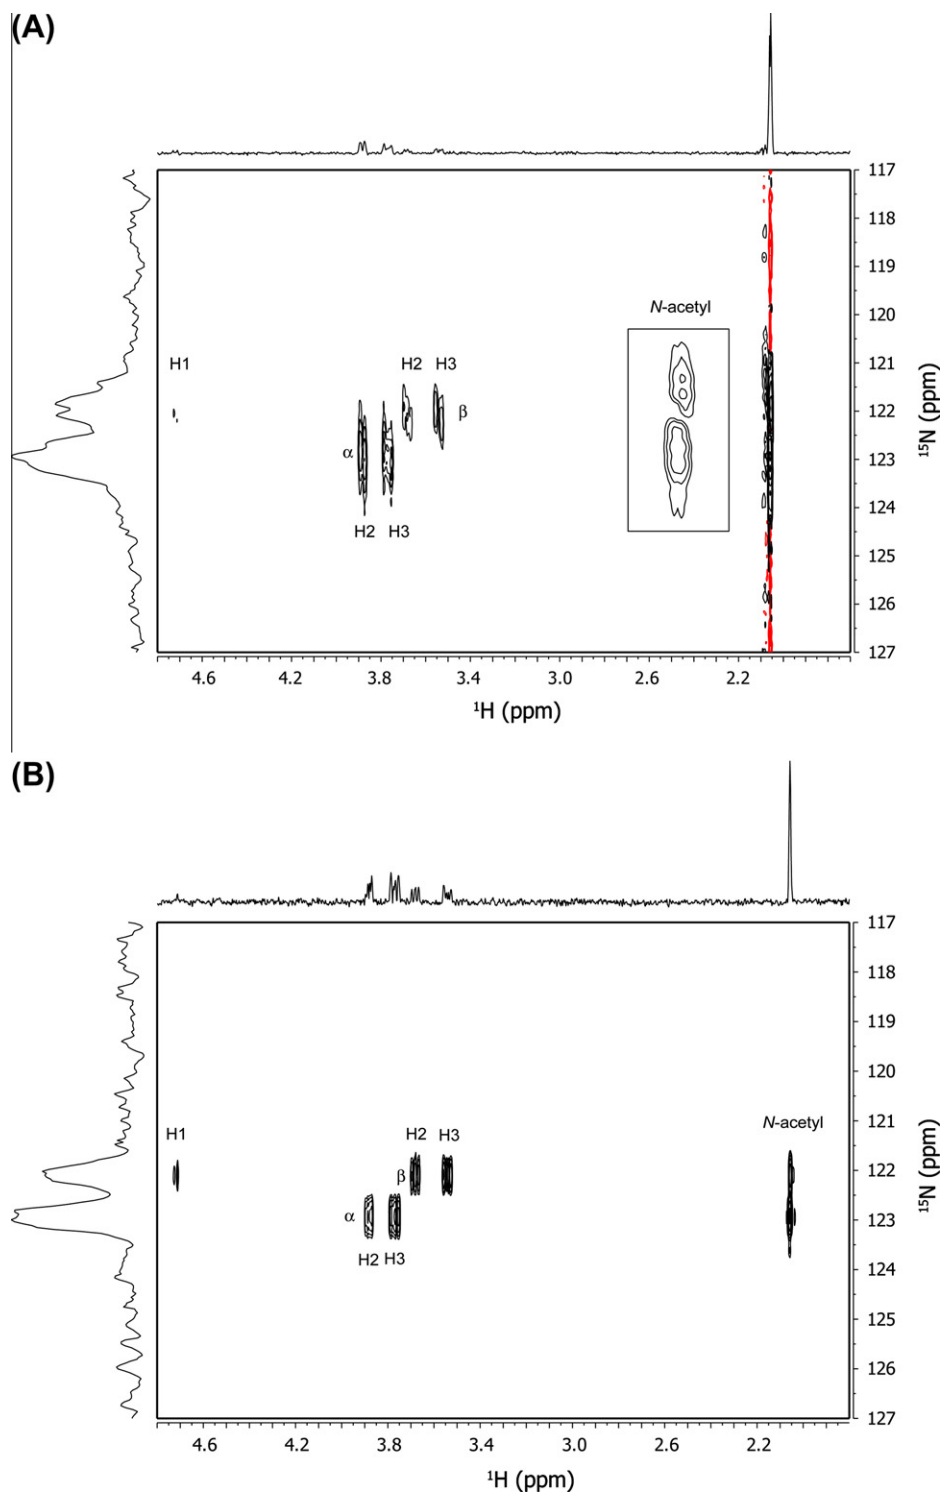 (A)
117
118
119
120
N-acetyl
121
H1
H2 H3
122
β
α
123
H2 H3
124
125
126
127
¹⁵N (ppm)
4.6 4.2 3.8 3.4 3.0 2.6 2.2
¹H (ppm)
(B)
117
118
119
120
121
H1
H2 H3
N-acetyl
122
β
α
123
H2 H3
124
125
126
127
¹⁵N (ppm)
4.6 4.2 3.8 3.4 3.0 2.6 2.2
¹H (ppm)